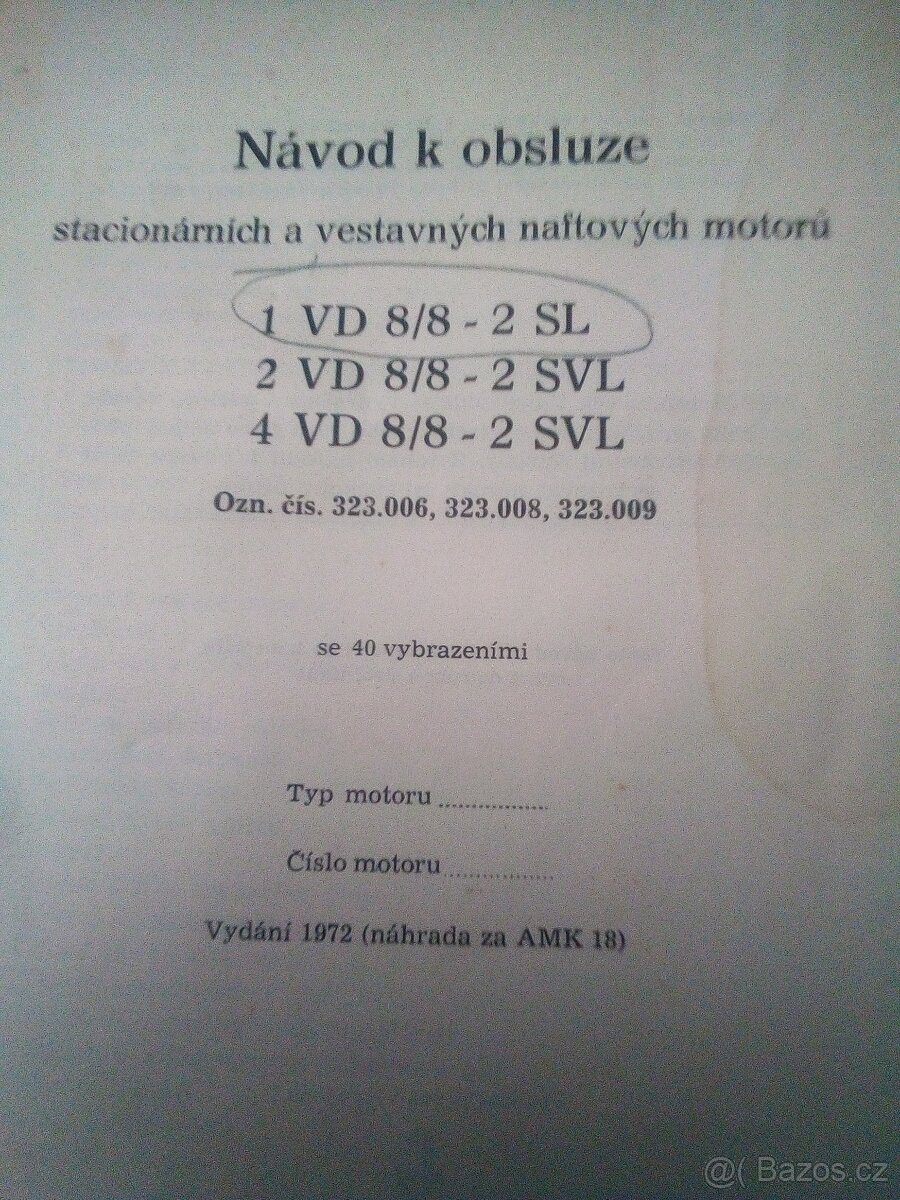 Návod k obsluze
stacionárních a vestavných naftových motorů
1 VD 8/8 - 2 SL
2 VD 8/8 - 2 SVL
4 VD 8/8 - 2 SVL
Ozn. čís. 323.006, 323.008, 323.009
se 40 vybrazeními
Typ motoru ..................
Číslo motoru ..................
Vydání 1972 (náhrada za AMK 18)
@( Bazos.cz